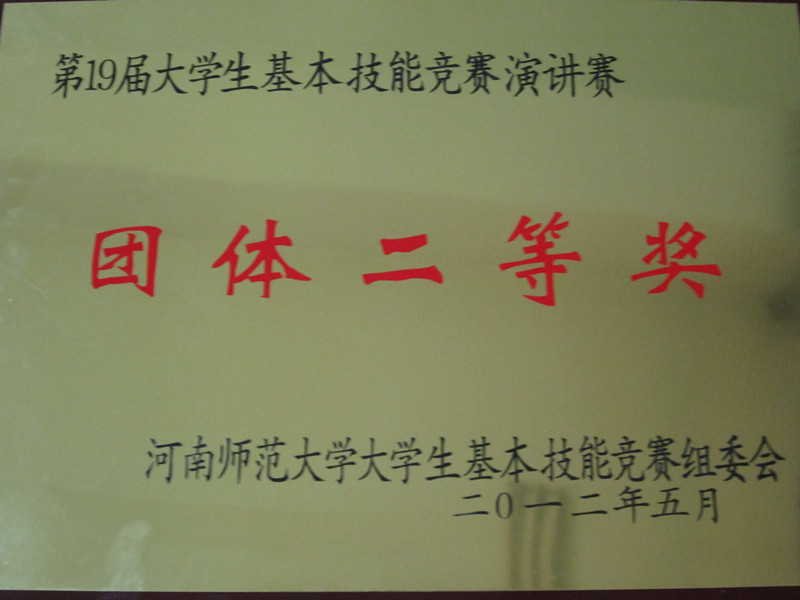 第19届大学生基本技能竞赛演讲赛
团体二等奖
河南师范大学大学生基本技能竞赛组委会
二0一二年五月